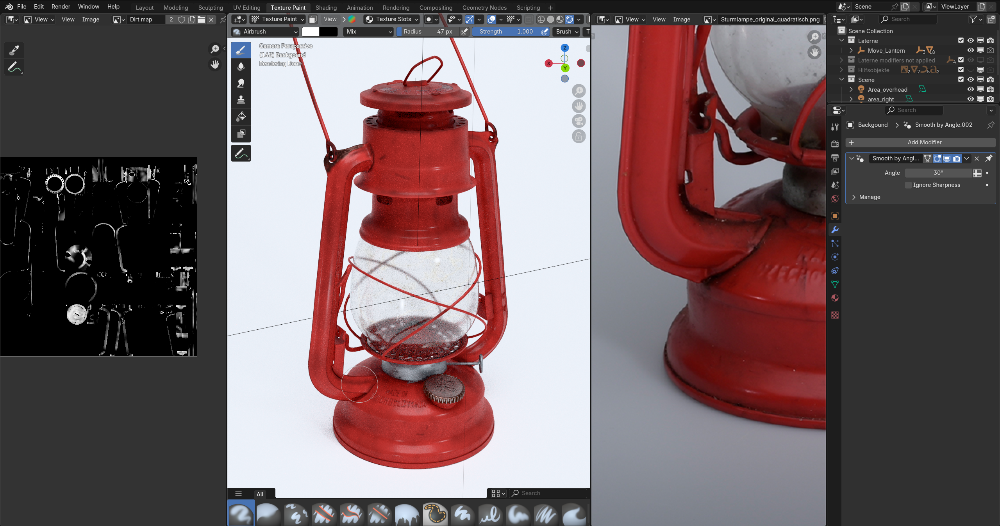 File Edit Render Window Help
Layout Modeling Sculpting UV Editing Texture Paint Shading Animation Rendering Compositing Geometry Nodes Scripting +
Scene
ViewLayer
View View Image Dirt map 2
Texture Paint View Texture Slots
View View Image Sturmlampe_original_quadratisch.png
Search
Airbrush Mix Radius 47 px Strength 1.000 Brush
Camera Perspective
(148) Backgound
Rendering Done
Z
X
Y
MADE IN
All
Search
Scene Collection
Laterne
Move_Lantern 3 18
Laterne modifiers not applied 4
Hilfsobjekte 2 2 5 2
Scene
Area_overhead
area_right
Search
Backgound Smooth by Angle.002
Add Modifier
Smooth by Angl...
Angle 30°
Ignore Sharpness
Manage